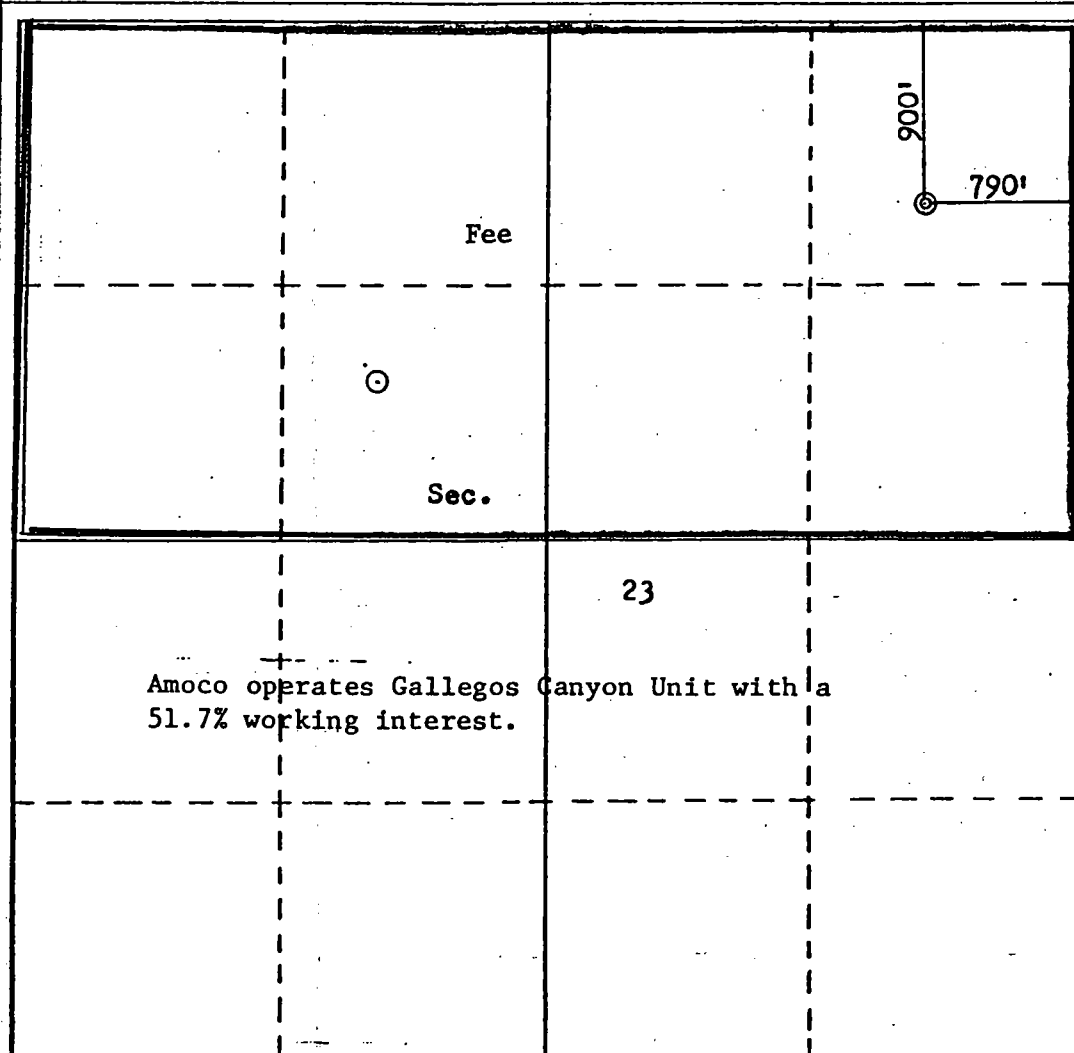 900'
790'
Fee
Sec.
23
Amoco operates Gallegos Canyon Unit with a
51.7% working interest.